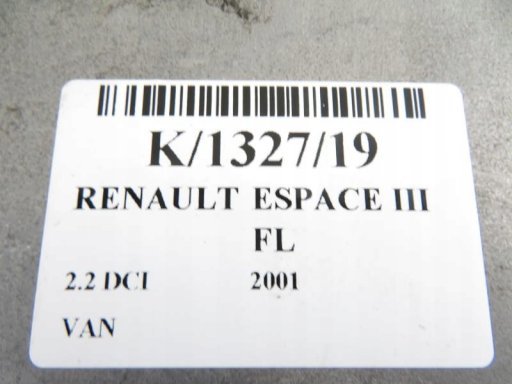 K/1327/19
RENAULT ESPACE III
FL
2.2 DCI 2001
VAN